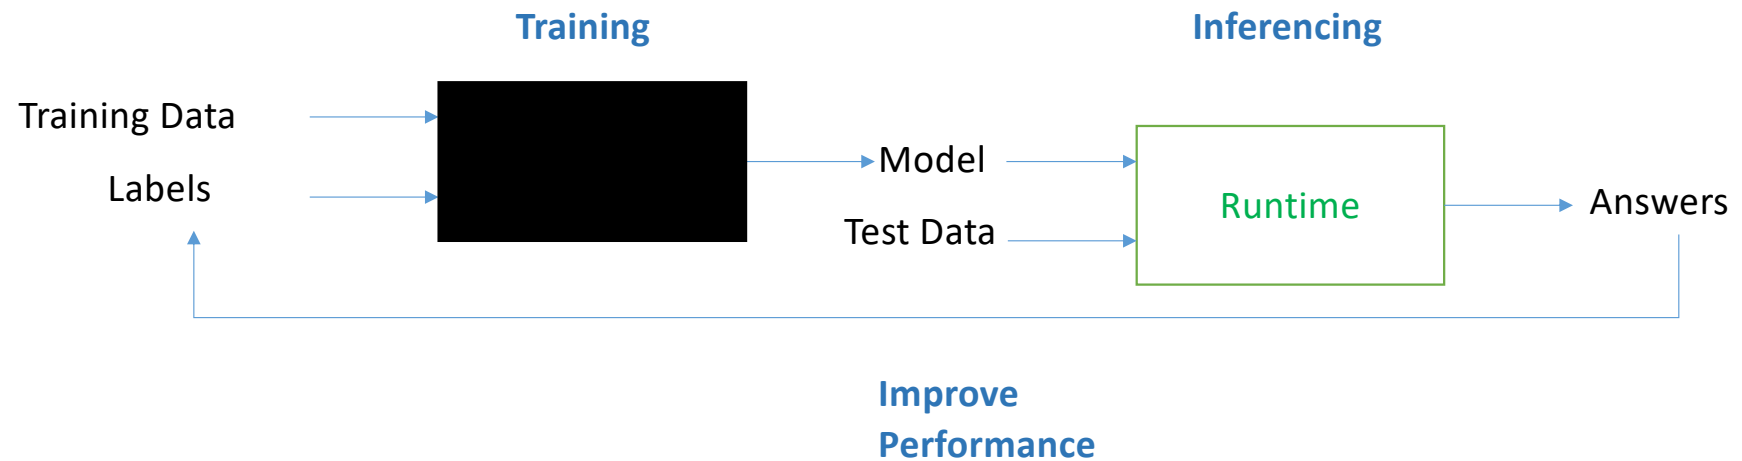 Training
Inferencing
Training Data
Labels
Model
Test Data
Runtime
Answers
Improve
Performance